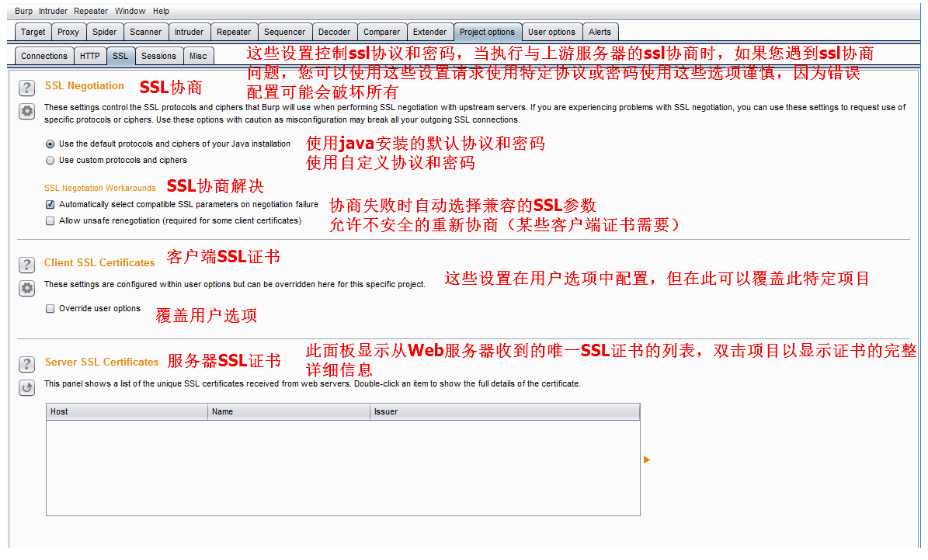 Burp Intruder Repeater Window Help
Target Proxy Spider Scanner Intruder Repeater Sequencer Decoder Comparer Extender Project options User options Alerts
Connections HTTP SSL Sessions Misc
这些设置控制ssl协议和密码，当执行与上游服务器的ssl协商时，如果您遇到ssl协商
问题，您可以使用这些设置请求使用特定协议或密码使用这些选项谨慎，因为错误
配置可能会破坏所有
? SSL Negotiation SSL协商
These settings control the SSL protocols and ciphers that Burp will use when performing SSL negotiation with upstream servers. If you are experiencing problems with SSL negotiation, you can use these settings to request use of
specific protocols or ciphers. Use these options with caution as misconfiguration may break all your outgoing SSL connections.
Use the default protocols and ciphers of your Java installation 使用java安装的默认协议和密码
Use custom protocols and ciphers 使用自定义协议和密码
SSL Negotiation Workarounds SSL协商解决
Automatically select compatible SSL parameters on negotiation failure 协商失败时自动选择兼容的SSL参数
Allow unsafe renegotiation (required for some client certificates) 允许不安全的重新协商（某些客户端证书需要）
? Client SSL Certificates 客户端SSL证书
These settings are configured within user options but can be overridden here for this specific project. 这些设置在用户选项中配置，但在此可以覆盖此特定项目
Override user options 覆盖用户选项
? Server SSL Certificates 服务器SSL证书
此面板显示从Web服务器收到的唯一SSL证书的列表，双击项目以显示证书的完整
详细信息
This panel shows a list of the unique SSL certificates received from web servers. Double-click an item to show the full details of the certificate.
Host Name Issuer